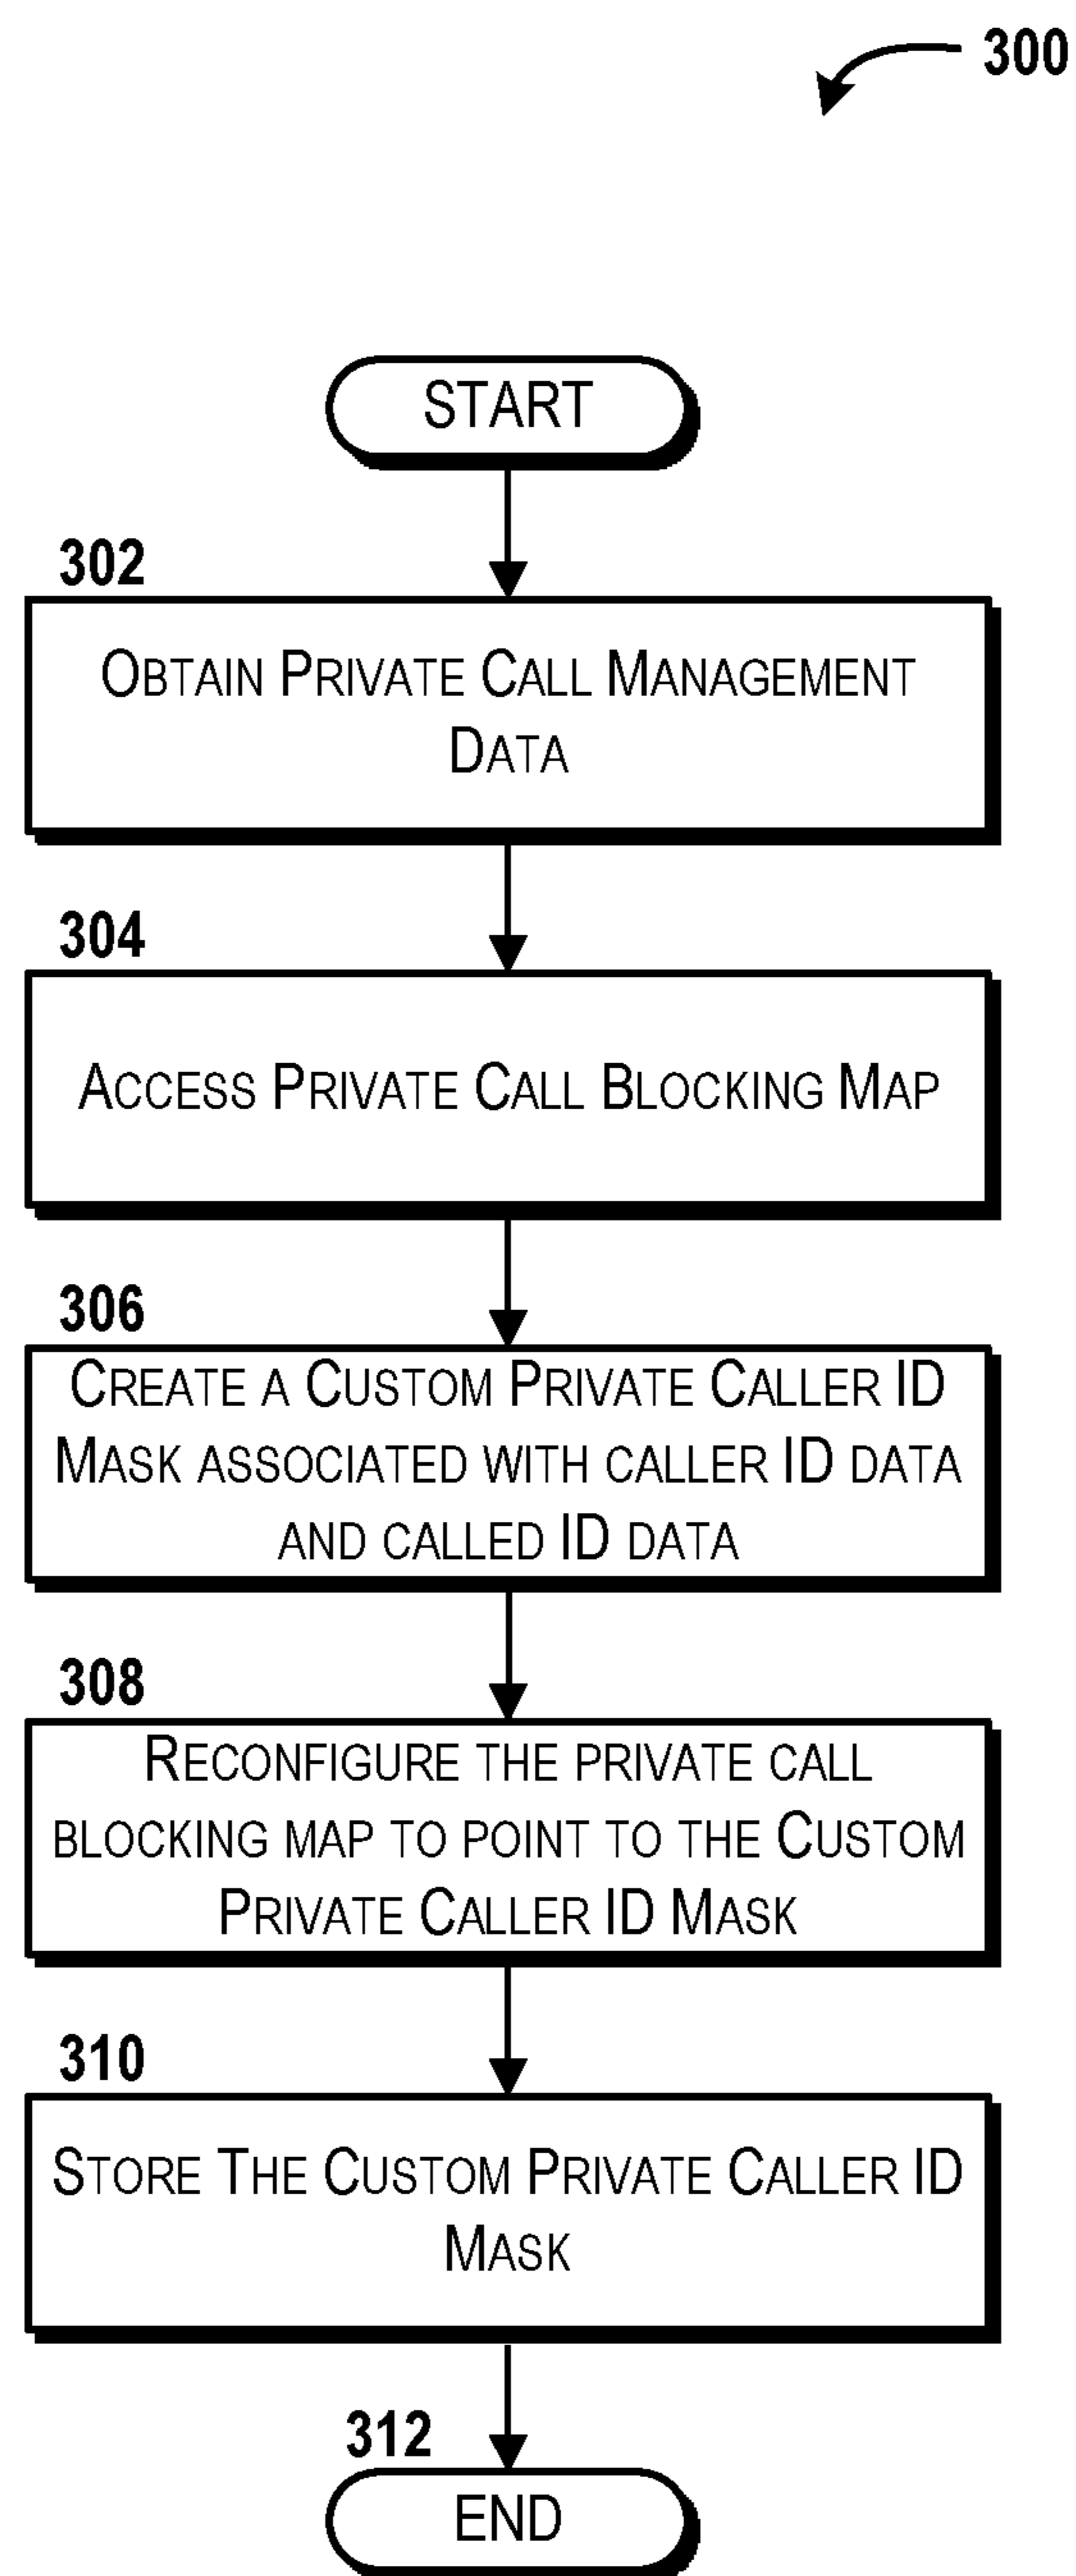 300
START
302
OBTAIN PRIVATE CALL MANAGEMENT
DATA
304
ACCESS PRIVATE CALL BLOCKING MAP
306
CREATE A CUSTOM PRIVATE CALLER ID
MASK ASSOCIATED WITH CALLER ID DATA
AND CALLED ID DATA
308
RECONFIGURE THE PRIVATE CALL
BLOCKING MAP TO POINT TO THE CUSTOM
PRIVATE CALLER ID MASK
310
STORE THE CUSTOM PRIVATE CALLER ID
MASK
312
END